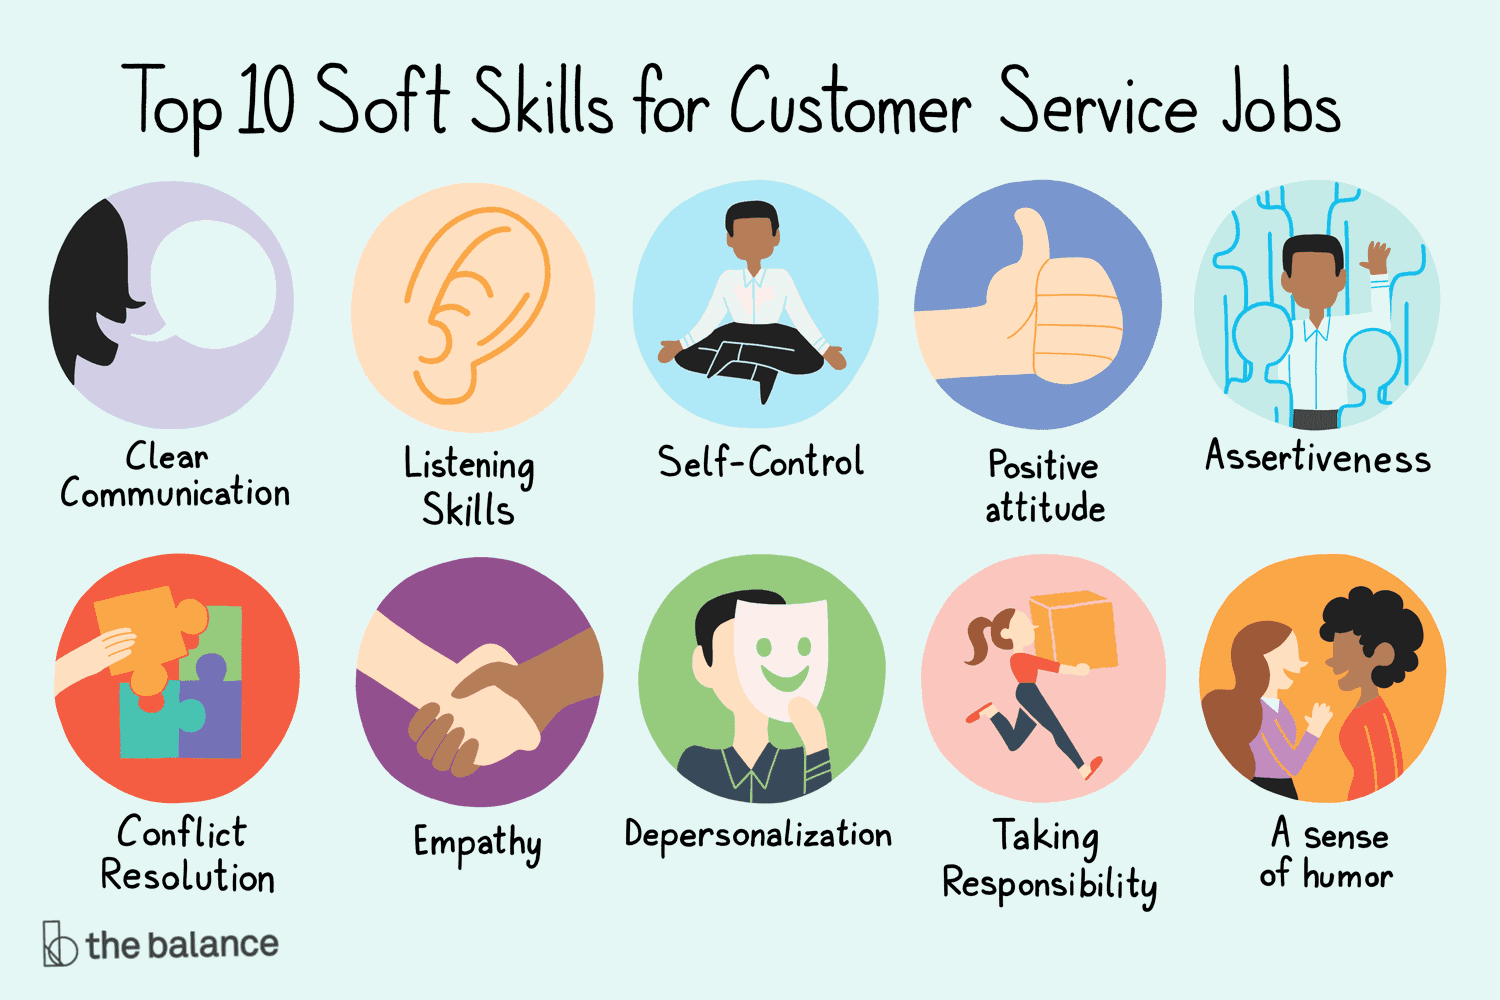 Top 10 Soft Skills for Customer Service Jobs
Clear
Communication
Listening
Skills
Self-Control
Positive
attitude
Assertiveness
Conflict
Resolution
Empathy
Depersonalization
Taking
Responsibility
A sense
of humor
the balance